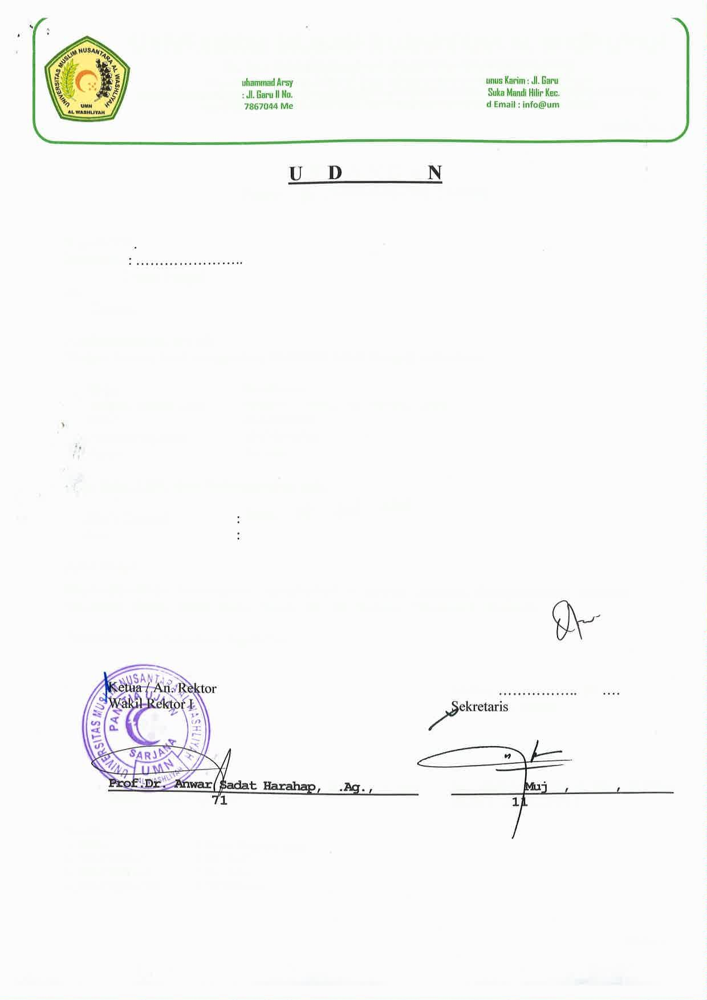 UNIVERSITAS MUSLIM NUSANTARA AL WASHLIYAH
UMN
AL WASHLIYAH
uhammad Arsy
: Jl. Garu II No.
7867044 Me
unus Karim : Jl. Garu
Suka Mandi Hilir Kec.
d Email : info@um
U D N
.
: ........................
:
:
Ketua / An. Rektor
Wakil Rektor I
................. ....
Sekretaris
UNIVERSITAS MUSLIM NUSANTARA AL WASHLIYAH
PANITIA UJIAN
SARJANA
UMN
AL WASHLIYAH
Prof.Dr. Anwar Sadat Harahap, .Ag.,
71
Muj , ,
11